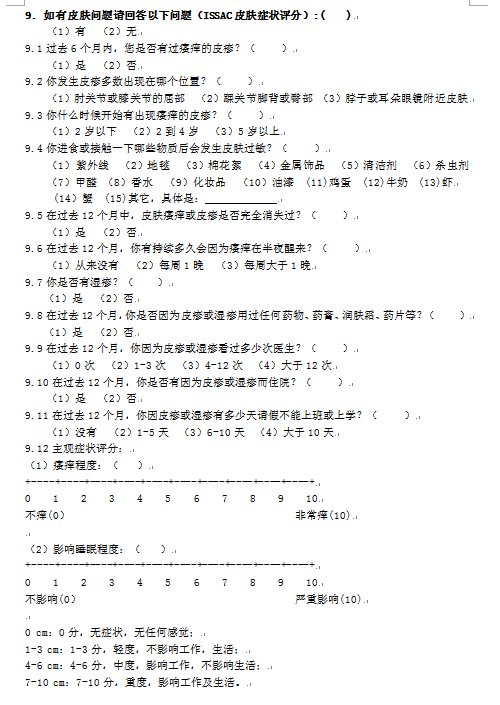 9. 如有皮肤问题请回答以下问题（ISSAC 皮肤症状评分）:( )
（1）有 （2）无
9.1 过去 6 个月内，您是否有过瘙痒的皮疹？（ ）
（1）是 （2）否
9.2 你发生皮疹多数出现在哪个位置？（ ）
（1）肘关节或膝关节的屈部 （2）踝关节脚背或臀部 （3）脖子或耳朵眼镜附近皮肤
9.3 你什么时候开始有出现瘙痒的皮疹？（ ）
（1）2 岁以下 （2）2 到 4 岁 （3）5 岁以上
9.4 你进食或接触一下哪些物质后会发生皮肤过敏？（ ）
（1）紫外线 （2）地毯 （3）棉花絮 （4）金属饰品 （5）清洁剂 （6）杀虫剂
（7）甲醛 （8）香水 （9）化妆品 （10）油漆 (11)鸡蛋 (12)牛奶 (13)虾
(14）蟹 (15)其它，具体是：____________
9.5 在过去 12 个月中，皮肤瘙痒或皮疹是否完全消失过？（ ）
（1）是 （2）否
9.6 在过去 12 个月，你有持续多久会因为瘙痒在半夜醒来？（ ）
（1）从来没有 （2）每周 1 晚 （3）每周大于 1 晚
9.7 你是否有湿疹？（ ）
（1）是 （2）否
9.8 在过去 12 个月，你是否因为皮疹或湿疹用过任何药物、药膏、润肤霜、药片等？（ ）
（1）是 （2）否
9.9 在过去 12 个月，你因为皮疹或湿疹看过多少次医生？（ ）
（1）0 次 （2）1-3 次 （3）4-12 次 （4）大于 12 次
9.10 在过去 12 个月，你是否有因为皮疹或湿疹而住院？（ ）
（1）是 （2）否
9.11 在过去 12 个月，你因皮疹或湿疹有多少天请假不能上班或上学？（ ）
（1）没有 （2）1-5 天 （3）6-10 天 （4）大于 10 天
9.12 主观症状评分：
（1）瘙痒程度：（ ）
+----+----+----+----+----+----+----+----+----+----+
0 1 2 3 4 5 6 7 8 9 10
不痒(0) 非常痒(10)
（2）影响睡眠程度：（ ）
+----+----+----+----+----+----+----+----+----+----+
0 1 2 3 4 5 6 7 8 9 10
不影响(0) 严重影响(10)
0 cm：0 分，无症状，无任何感觉；
1-3 cm：1-3 分，轻度，不影响工作，生活；
4-6 cm：4-6 分，中度，影响工作，不影响生活；
7-10 cm：7-10 分，重度，影响工作及生活。